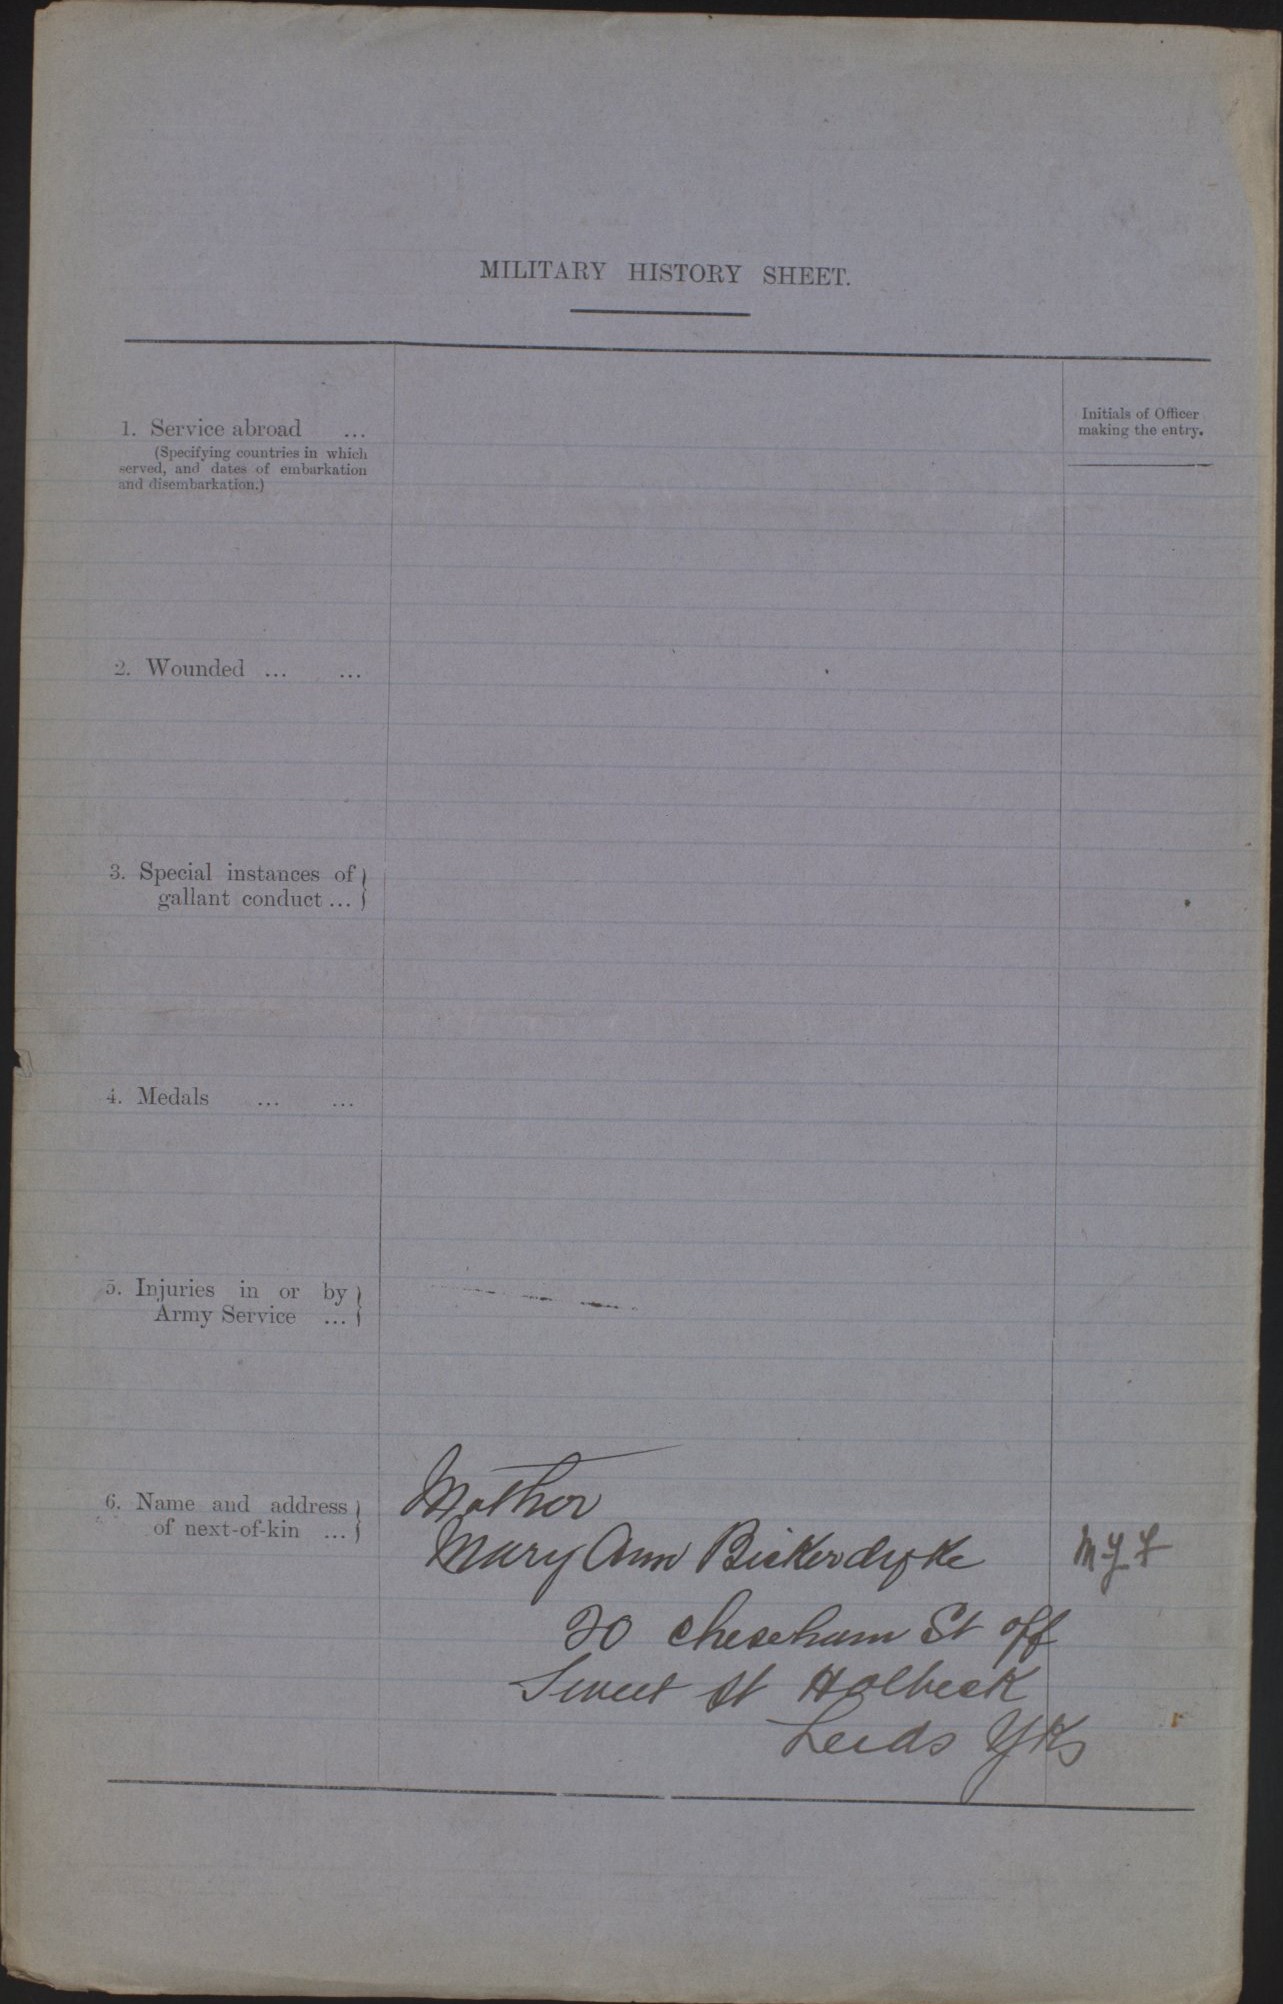 MILITARY HISTORY SHEET.
Initials of Officer
making the entry.
1. Service abroad ...
(Specifying countries in which
served, and dates of embarkation
and disembarkation.)
2. Wounded ... ...
3. Special instances of }
gallant conduct ... }
4. Medals ... ...
5. Injuries in or by }
Army Service ... }
6. Name and address }
of next-of-kin ... }
Mother
Mary Ann Bickerdyke
20 Cheseham St off
Sweet St Holbeck
Leeds Yks